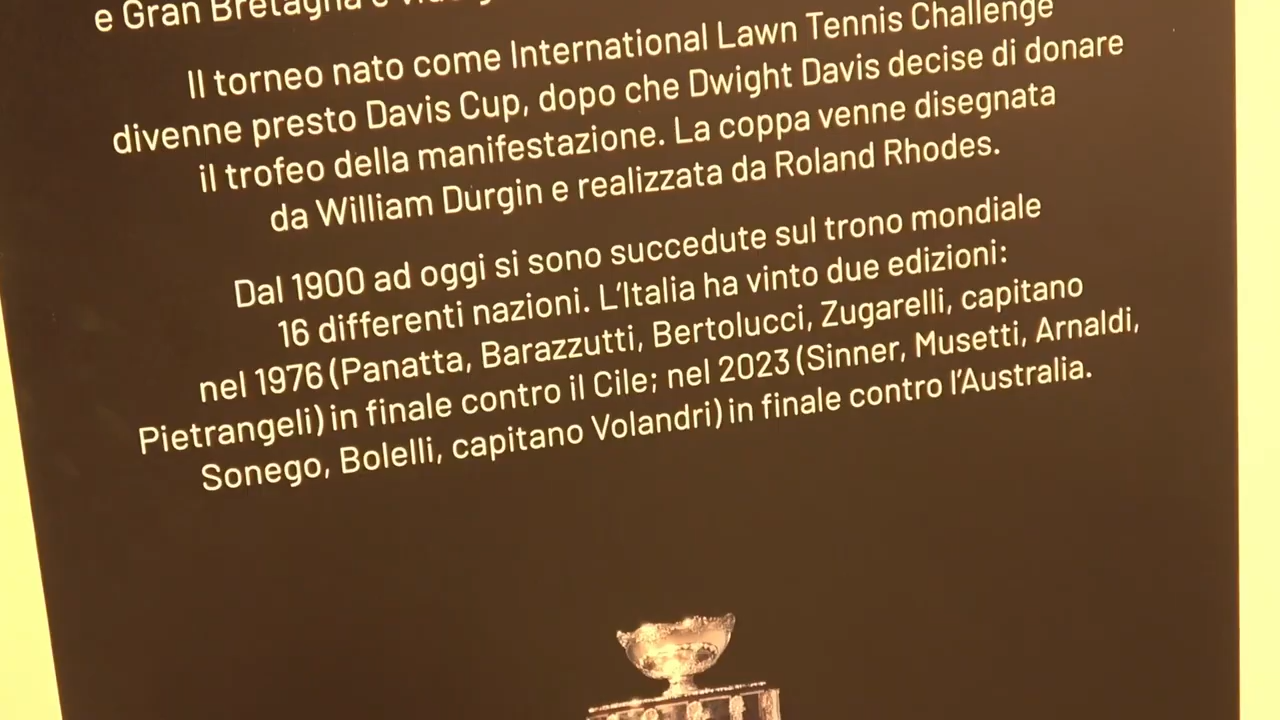 e Gran Bretagna e
Il torneo nato come International Lawn Tennis Challenge
divenne presto Davis Cup, dopo che Dwight Davis decise di donare
il trofeo della manifestazione. La coppa venne disegnata
da William Durgin e realizzata da Roland Rhodes.
Dal 1900 ad oggi si sono succedute sul trono mondiale
16 differenti nazioni. L'Italia ha vinto due edizioni:
nel 1976 (Panatta, Barazzutti, Bertolucci, Zugarelli, capitano
Pietrangeli) in finale contro il Cile; nel 2023 (Sinner, Musetti, Arnaldi,
Sonego, Bolelli, capitano Volandri) in finale contro l'Australia.